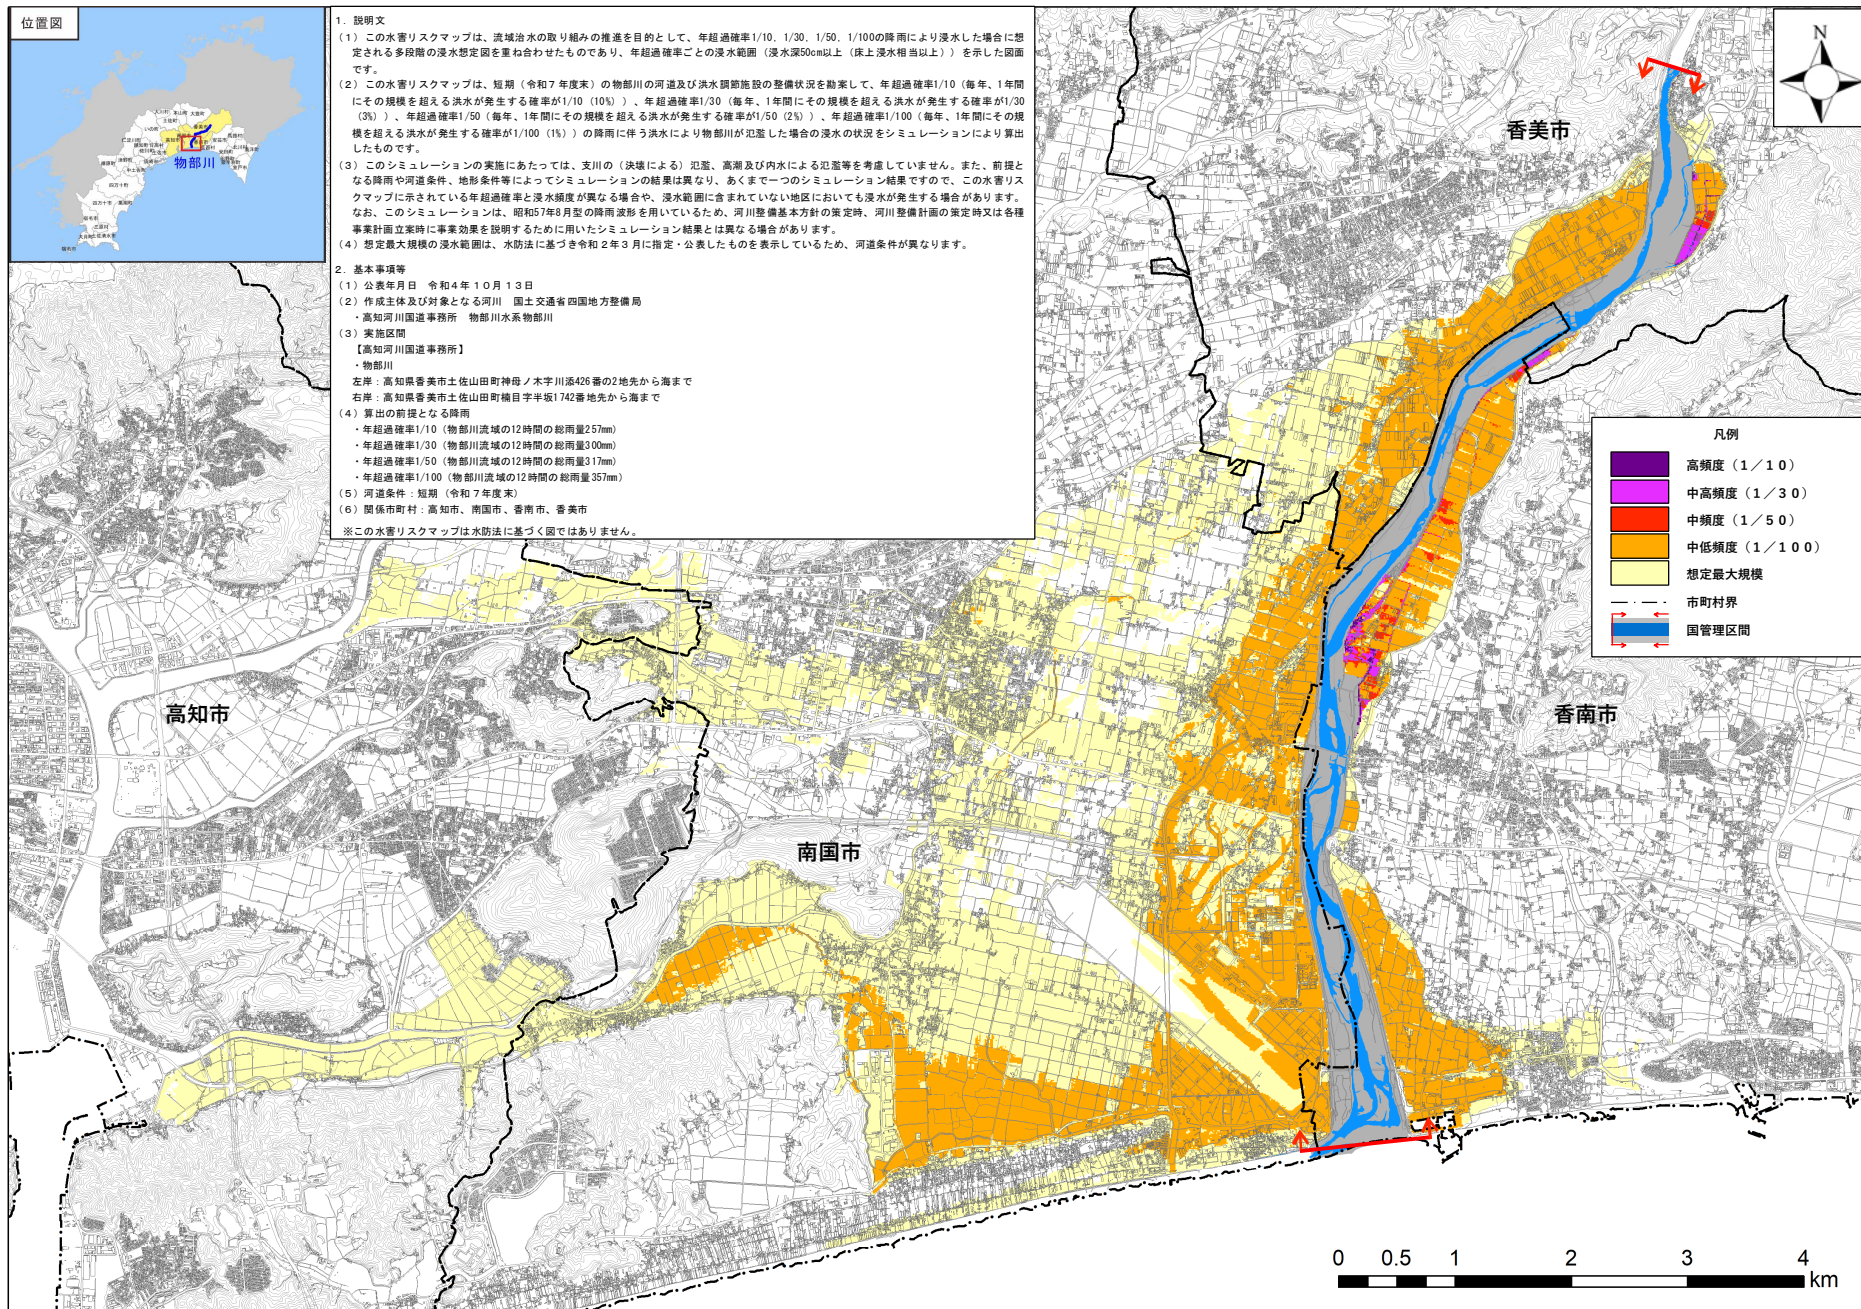 位置図
物部川
1. 説明文
(1) この水害リスクマップは、流域治水の取り組みの推進を目的として、年超過確率1/10, 1/30, 1/50, 1/100の降雨により浸水した場合に想
定される多段階の浸水想定図を重ね合わせたものであり、年超過確率ごとの浸水範囲（浸水深50cm以上（床上浸水相当以上））を示した図面
です。
(2) この水害リスクマップは、短期（令和7年度末）の物部川の河道及び洪水調節施設の整備状況を勘案して、年超過確率1/10（毎年、1年間
にその規模を超える洪水が発生する確率が1/10（10%））、年超過確率1/30（毎年、1年間にその規模を超える洪水が発生する確率が1/30
（3%））、年超過確率1/50（毎年、1年間にその規模を超える洪水が発生する確率が1/50（2%））、年超過確率1/100（毎年、1年間にその規
模を超える洪水が発生する確率が1/100（1%））の降雨に伴う洪水により物部川が氾濫した場合の浸水の状況をシミュレーションにより算出
したものです。
(3) このシミュレーションの実施にあたっては、支川の（決壊による）氾濫、高潮及び内水による氾濫等を考慮していません。また、前提と
なる降雨や河道条件、地形条件等によってシミュレーションの結果は異なり、あくまで一つのシミュレーション結果ですので、この水害リス
クマップに示されている年超過確率と浸水頻度が異なる場合や、浸水範囲に含まれていない地区においても浸水が発生する場合があります。
なお、このシミュレーションは、昭和57年8月型の降雨波形を用いているため、河川整備基本方針の策定時、河川整備計画の策定時又は各種
事業計画立案時に事業効果を説明するために用いたシミュレーション結果とは異なる場合があります。
(4) 想定最大規模の浸水範囲は、水防法に基づき令和2年3月に指定・公表したものを表示しているため、河道条件が異なります。
2. 基本事項等
(1) 公表年月日 令和4年10月13日
(2) 作成主体及び対象となる河川 国土交通省四国地方整備局
・高知河川国道事務所 物部川水系物部川
(3) 実施区間
【高知河川国道事務所】
・物部川
左岸：高知県香美市土佐山田町神母ノ木字川添426番の2地先から海まで
右岸：高知県香美市土佐山田町楠目字半坂1742番地先から海まで
(4) 算出の前提となる降雨
・年超過確率1/10（物部川流域の12時間の総雨量257mm）
・年超過確率1/30（物部川流域の12時間の総雨量300mm）
・年超過確率1/50（物部川流域の12時間の総雨量317mm）
・年超過確率1/100（物部川流域の12時間の総雨量357mm）
(5) 河道条件：短期（令和7年度末）
(6) 関係市町村：高知市、南国市、香南市、香美市
※この水害リスクマップは水防法に基づく図ではありません。
N
香美市
凡例
高頻度（1／10）
中高頻度（1／30）
中頻度（1／50）
中低頻度（1／100）
想定最大規模
市町村界
国管理区間
高知市
香南市
南国市
0 0.5 1 2 3 4
km